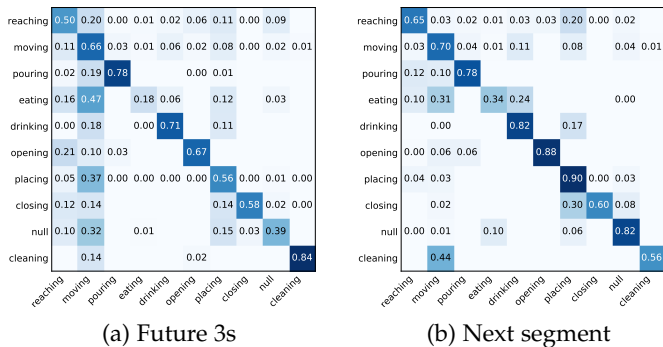 reaching 0.50 0.20 0.00 0.01 0.02 0.06 0.11 0.00 0.09
moving 0.11 0.66 0.03 0.01 0.06 0.02 0.08 0.00 0.02 0.01
pouring 0.02 0.19 0.78 0.00 0.01
eating 0.16 0.47 0.18 0.06 0.12 0.03
drinking 0.00 0.18 0.00 0.71 0.11
opening 0.21 0.10 0.03 0.67
placing 0.05 0.37 0.00 0.00 0.00 0.00 0.56 0.00 0.01 0.00
closing 0.12 0.14 0.14 0.58 0.02
null 0.10 0.32 0.01 0.15 0.03 0.39
cleaning 0.14 0.02 0.84
reaching moving pouring eating drinking opening placing closing null cleaning
(a) Future 3s
reaching 0.65 0.03 0.04 0.01 0.03 0.03 0.20 0.00 0.02
moving 0.03 0.70 0.04 0.01 0.11 0.08 0.04 0.01
pouring 0.12 0.10 0.78
eating 0.10 0.31 0.34 0.24 0.00
drinking 0.00 0.82 0.17
opening 0.00 0.06 0.06 0.88
placing 0.04 0.03 0.90
closing 0.02 0.30 0.60 0.08
null 0.00 0.01 0.10 0.06 0.82
cleaning 0.44 0.56
reaching moving pouring eating drinking opening placing closing null cleaning
(b) Next segment